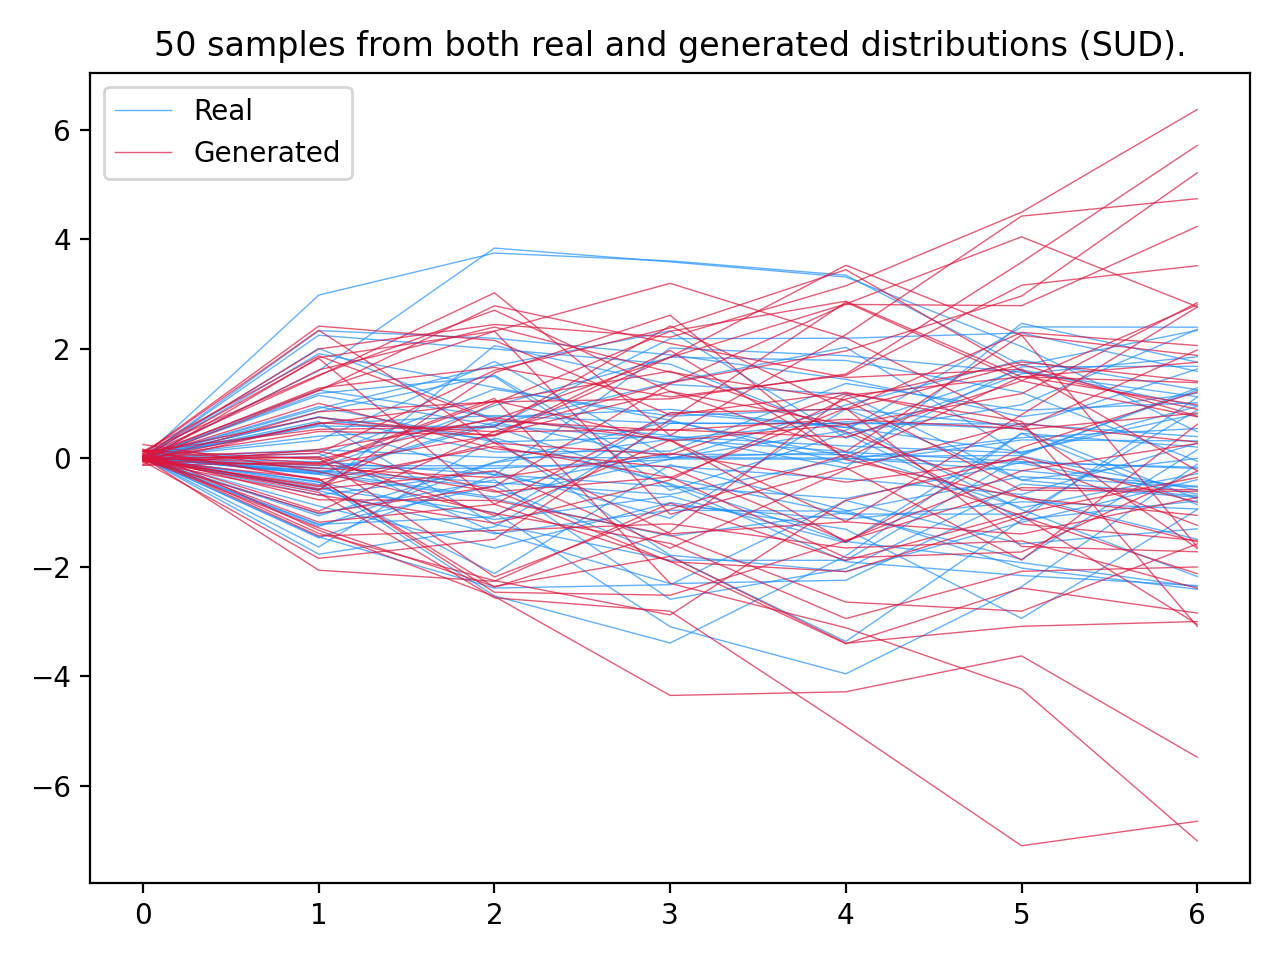 50 samples from both real and generated distributions (SUD).
Real
Generated
6
4
2
0
−2
−4
−6
0 1 2 3 4 5 6